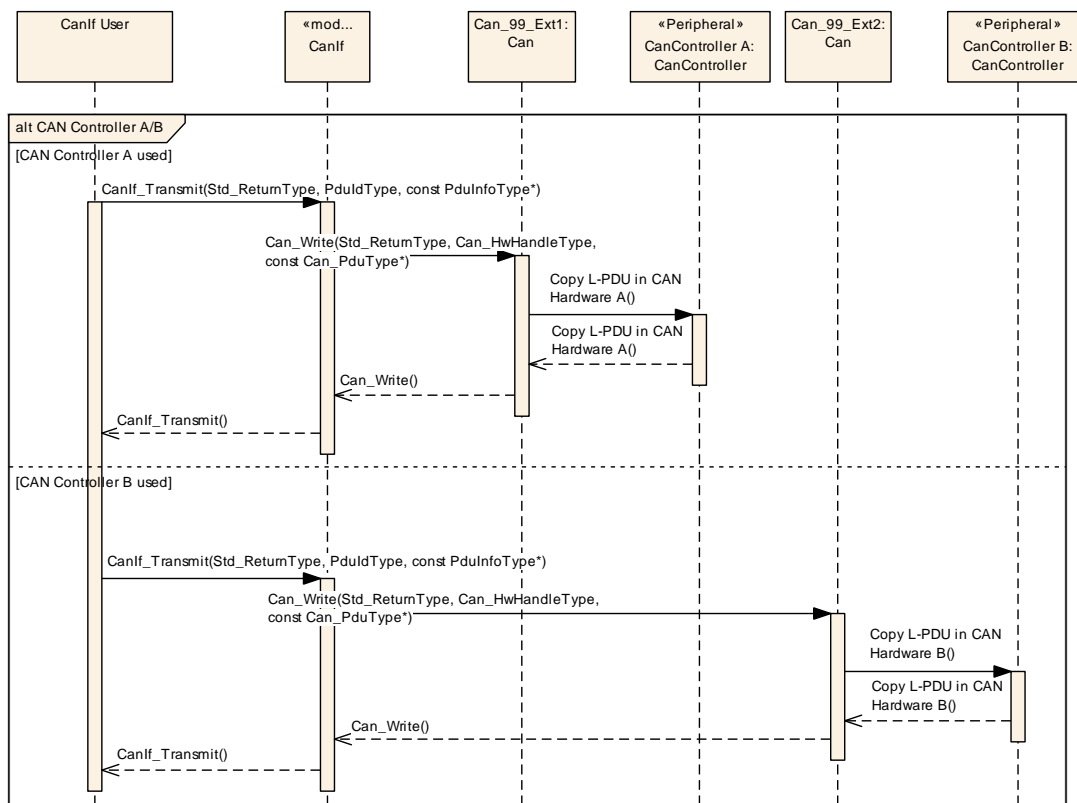 CanIf User
«mod...
CanIf
Can_99_Ext1:
Can
«Peripheral»
CanController A:
CanController
Can_99_Ext2:
Can
«Peripheral»
CanController B:
CanController
alt CAN Controller A/B
[CAN Controller A used]
CanIf_Transmit(Std_ReturnType, PduIdType, const PduInfoType*)
Can_Write(Std_ReturnType, Can_HwHandleType,
const Can_PduType*)
Copy L-PDU in CAN
Hardware A()
Copy L-PDU in CAN
Hardware A()
Can_Write()
CanIf_Transmit()
[CAN Controller B used]
CanIf_Transmit(Std_ReturnType, PduIdType, const PduInfoType*)
Can_Write(Std_ReturnType, Can_HwHandleType,
const Can_PduType*)
Copy L-PDU in CAN
Hardware B()
Copy L-PDU in CAN
Hardware B()
Can_Write()
CanIf_Transmit()